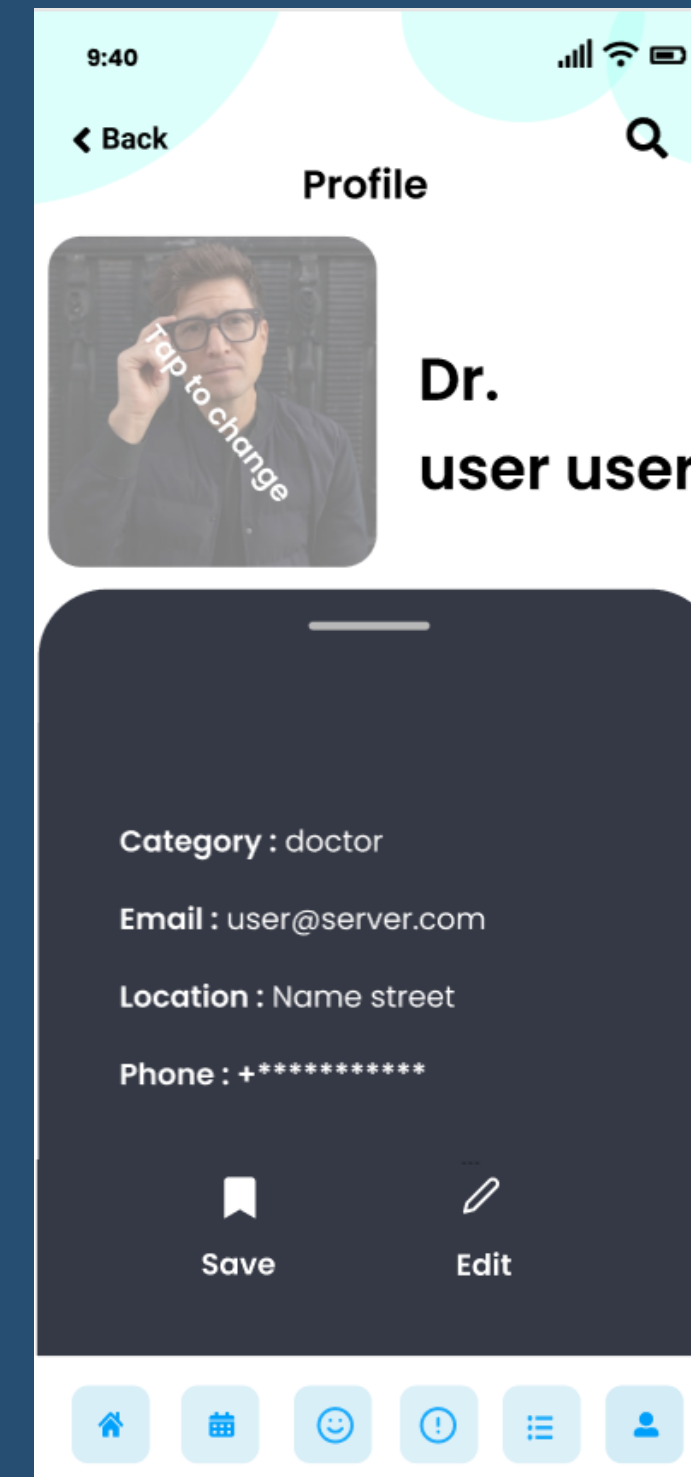 9:40
Back
Profile
Tap to change
Dr.
user user
Category : doctor
Email : user@server.com
Location : Name street
Phone : +***********
Save
Edit